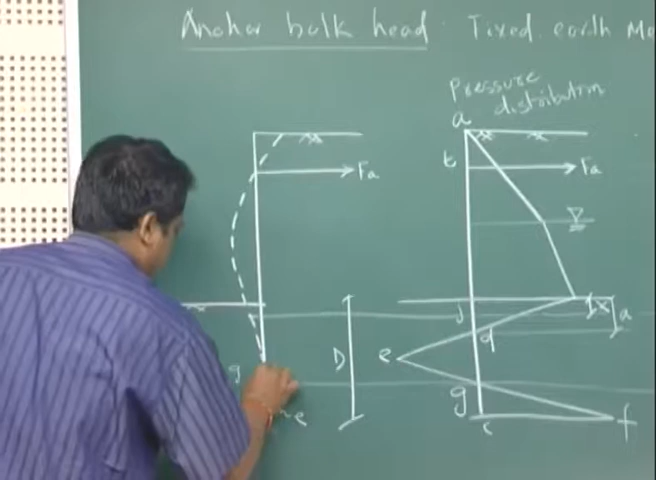 Anchor bulk head Fixed earth Me
Pressure
distribution
a
t
Fa
Fa
x
a
j
d
D
e
g
e
g
c
f